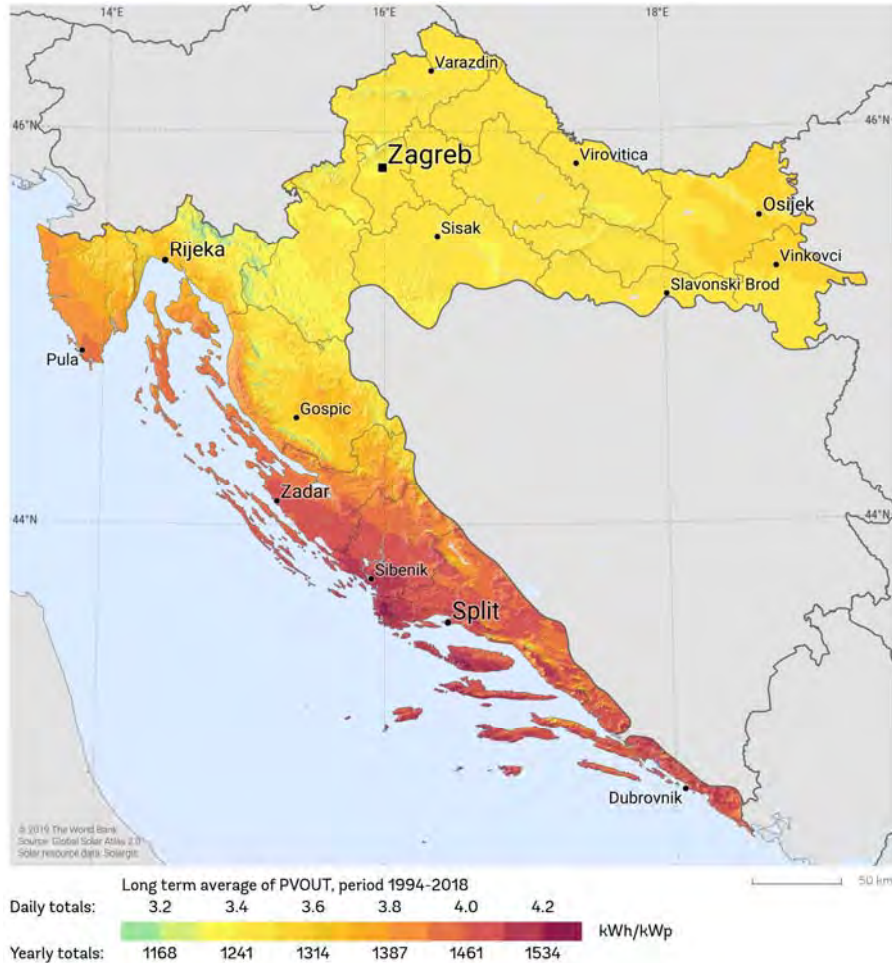 14°E 16°E 18°E
Varazdin
46°N 46°N
Zagreb
Virovitica
Osijek
Sisak
Rijeka
Vinkovci
Slavonski Brod
Pula
Gospic
Zadar
44°N 44°N
Sibenik
Split
Dubrovnik
© 2019 The World Bank
Source: Global Solar Atlas 2.0
Solar resource data: Solargis
50 km
Long term average of PVOUT, period 1994-2018
Daily totals: 3.2 3.4 3.6 3.8 4.0 4.2
kWh/kWp
Yearly totals: 1168 1241 1314 1387 1461 1534